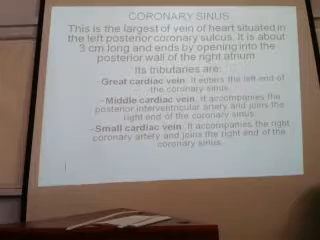 CORONARY SINUS
This is the largest of vein of heart situated in
the left posterior coronary sulcus. It is about
3 cm long and ends by opening into the
posterior wall of the right atrium
Its tributaries are:
-Great cardiac vein: It enters the left end of
the coronary sinus
-Middle cardiac vein: It accompanies the
posterior interventricular artery and joins the
right end of the coronary sinus
-Small cardiac vein: It accompanies the right
coronary artery and joins the right end of the
coronary sinus